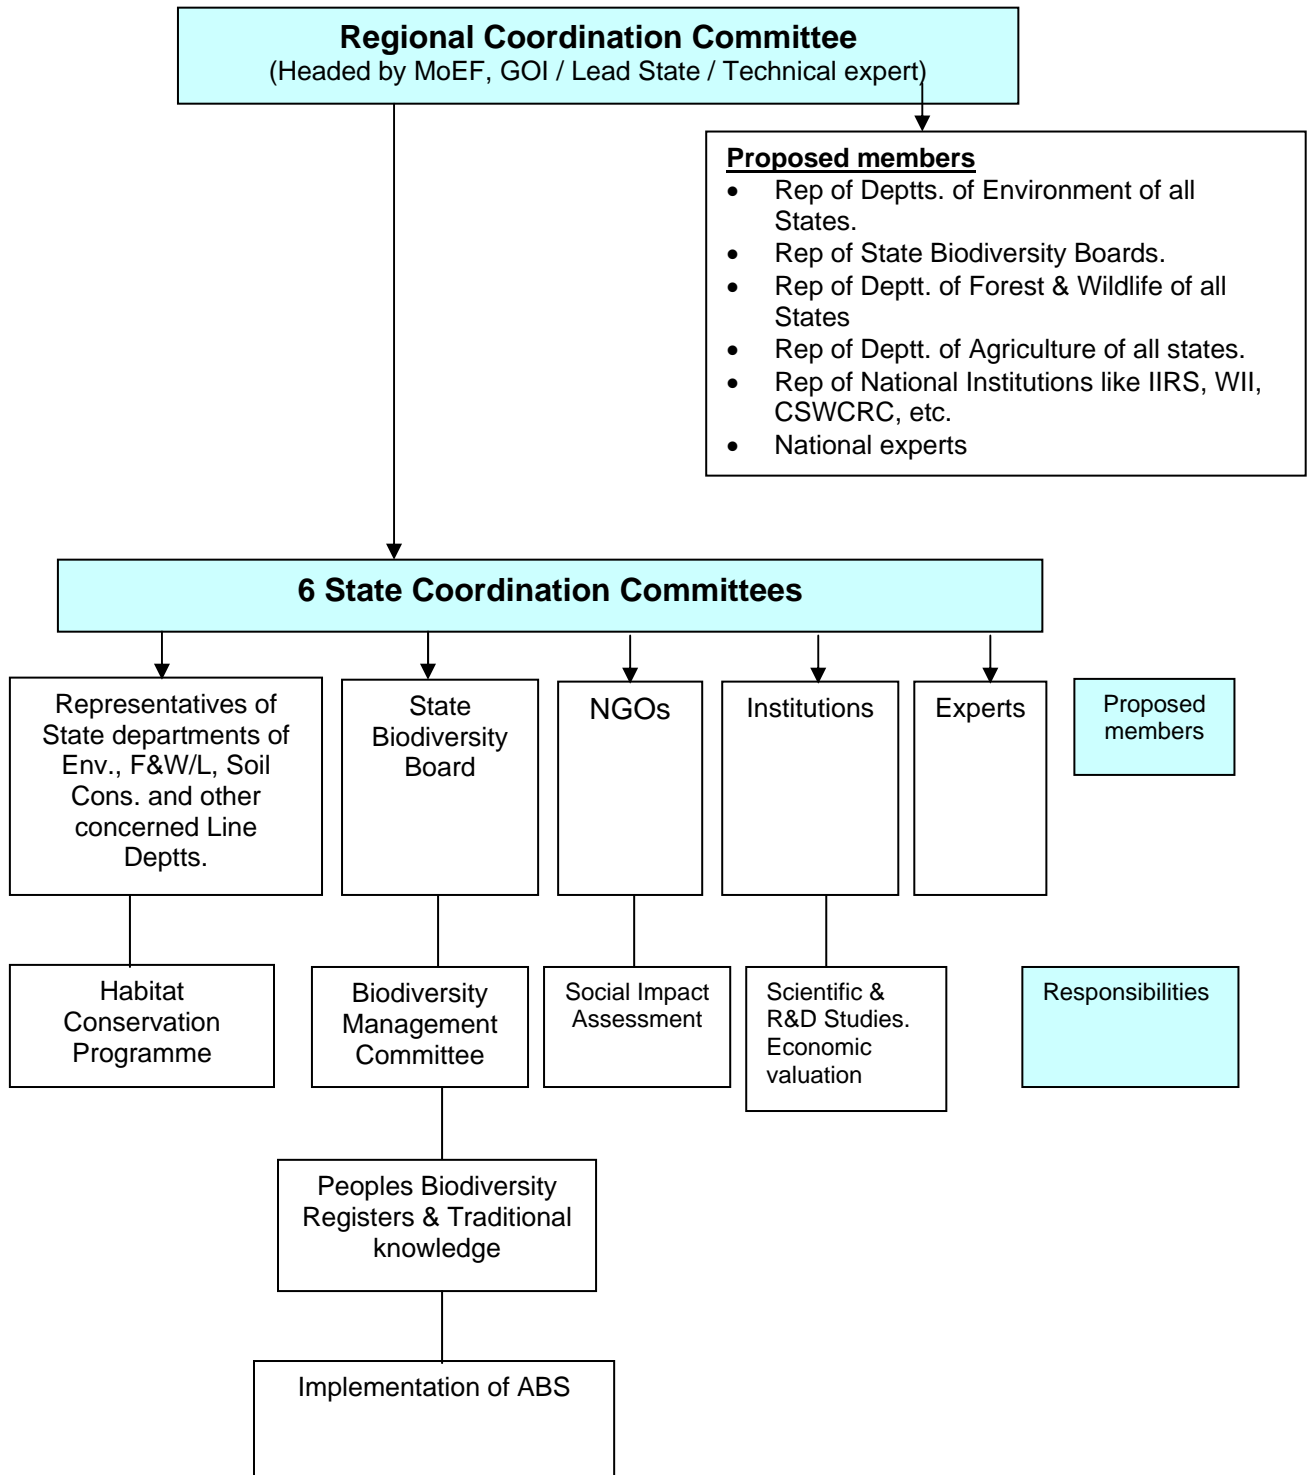 Regional Coordination Committee
(Headed by MoEF, GOI / Lead State / Technical expert)
Proposed members
• Rep of Deptts. of Environment of all
States.
• Rep of State Biodiversity Boards.
• Rep of Deptt. of Forest & Wildlife of all
States
• Rep of Deptt. of Agriculture of all states.
• Rep of National Institutions like IIRS, WII,
CSWCRC, etc.
• National experts
6 State Coordination Committees
Representatives of
State departments of
Env., F&W/L, Soil
Cons. and other
concerned Line
Deptts.
State
Biodiversity
Board
NGOs
Institutions
Experts
Proposed
members
Habitat
Conservation
Programme
Biodiversity
Management
Committee
Social Impact
Assessment
Scientific &
R&D Studies.
Economic
valuation
Responsibilities
Peoples Biodiversity
Registers & Traditional
knowledge
Implementation of ABS